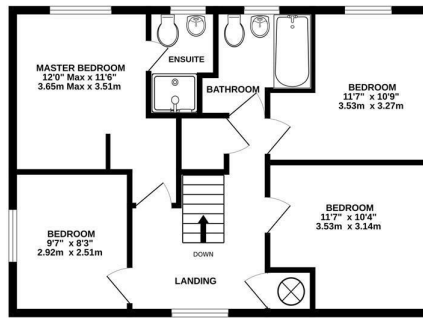 MASTER BEDROOM
12'0" Max x 11'6"
3.65m Max x 3.51m
ENSUITE
BATHROOM
BEDROOM
11'7" x 10'9"
3.53m x 3.27m
BEDROOM
9'7" x 8'3"
2.92m x 2.51m
DOWN
LANDING
BEDROOM
11'7" x 10'4"
3.53m x 3.14m